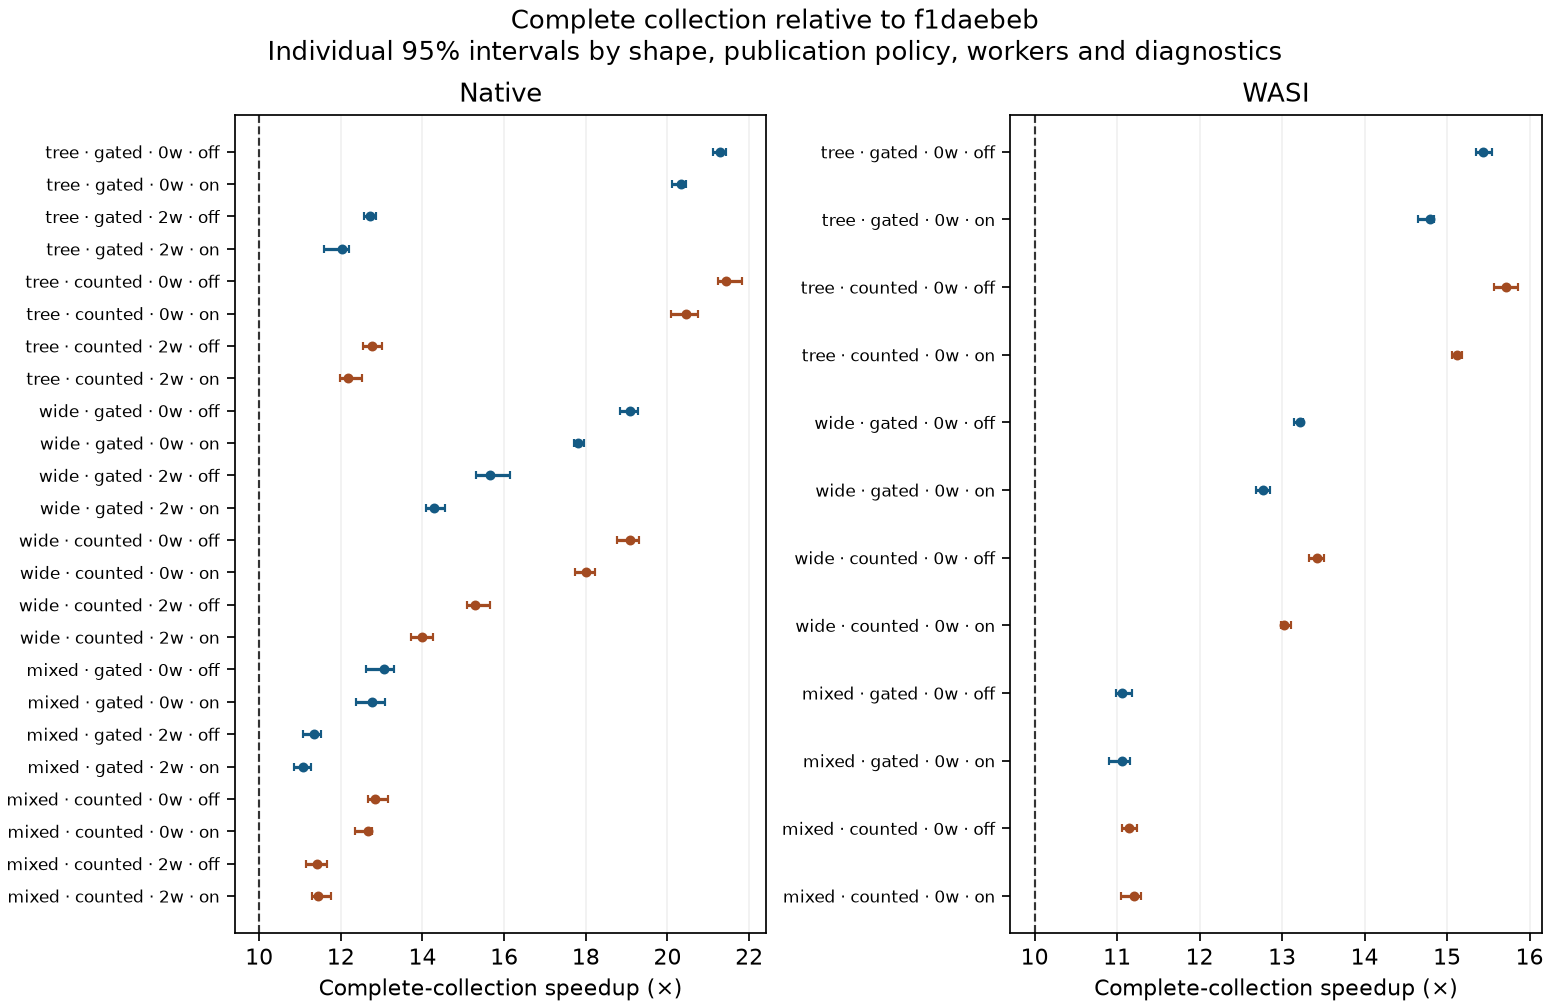 Complete collection relative to f1daebeb
Individual 95% intervals by shape, publication policy, workers and diagnostics
Native
tree · gated · 0w · off
tree · gated · 0w · on
tree · gated · 2w · off
tree · gated · 2w · on
tree · counted · 0w · off
tree · counted · 0w · on
tree · counted · 2w · off
tree · counted · 2w · on
wide · gated · 0w · off
wide · gated · 0w · on
wide · gated · 2w · off
wide · gated · 2w · on
wide · counted · 0w · off
wide · counted · 0w · on
wide · counted · 2w · off
wide · counted · 2w · on
mixed · gated · 0w · off
mixed · gated · 0w · on
mixed · gated · 2w · off
mixed · gated · 2w · on
mixed · counted · 0w · off
mixed · counted · 0w · on
mixed · counted · 2w · off
mixed · counted · 2w · on
10 12 14 16 18 20 22
Complete-collection speedup (×)
WASI
tree · gated · 0w · off
tree · gated · 0w · on
tree · counted · 0w · off
tree · counted · 0w · on
wide · gated · 0w · off
wide · gated · 0w · on
wide · counted · 0w · off
wide · counted · 0w · on
mixed · gated · 0w · off
mixed · gated · 0w · on
mixed · counted · 0w · off
mixed · counted · 0w · on
10 11 12 13 14 15 16
Complete-collection speedup (×)